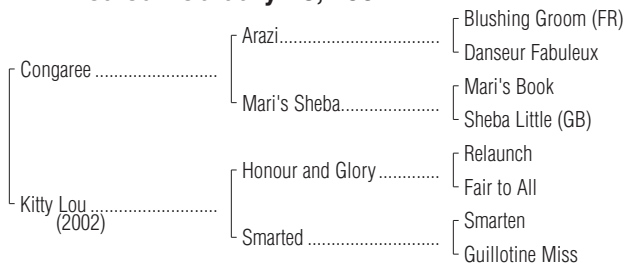 Blushing Groom (FR)
Arazi
Danseur Fabuleux
Congaree
Mari's Book
Mari's Sheba
Sheba Little (GB)
Relaunch
Honour and Glory
Fair to All
Kitty Lou
(2002)
Smarten
Smarted
Guillotine Miss